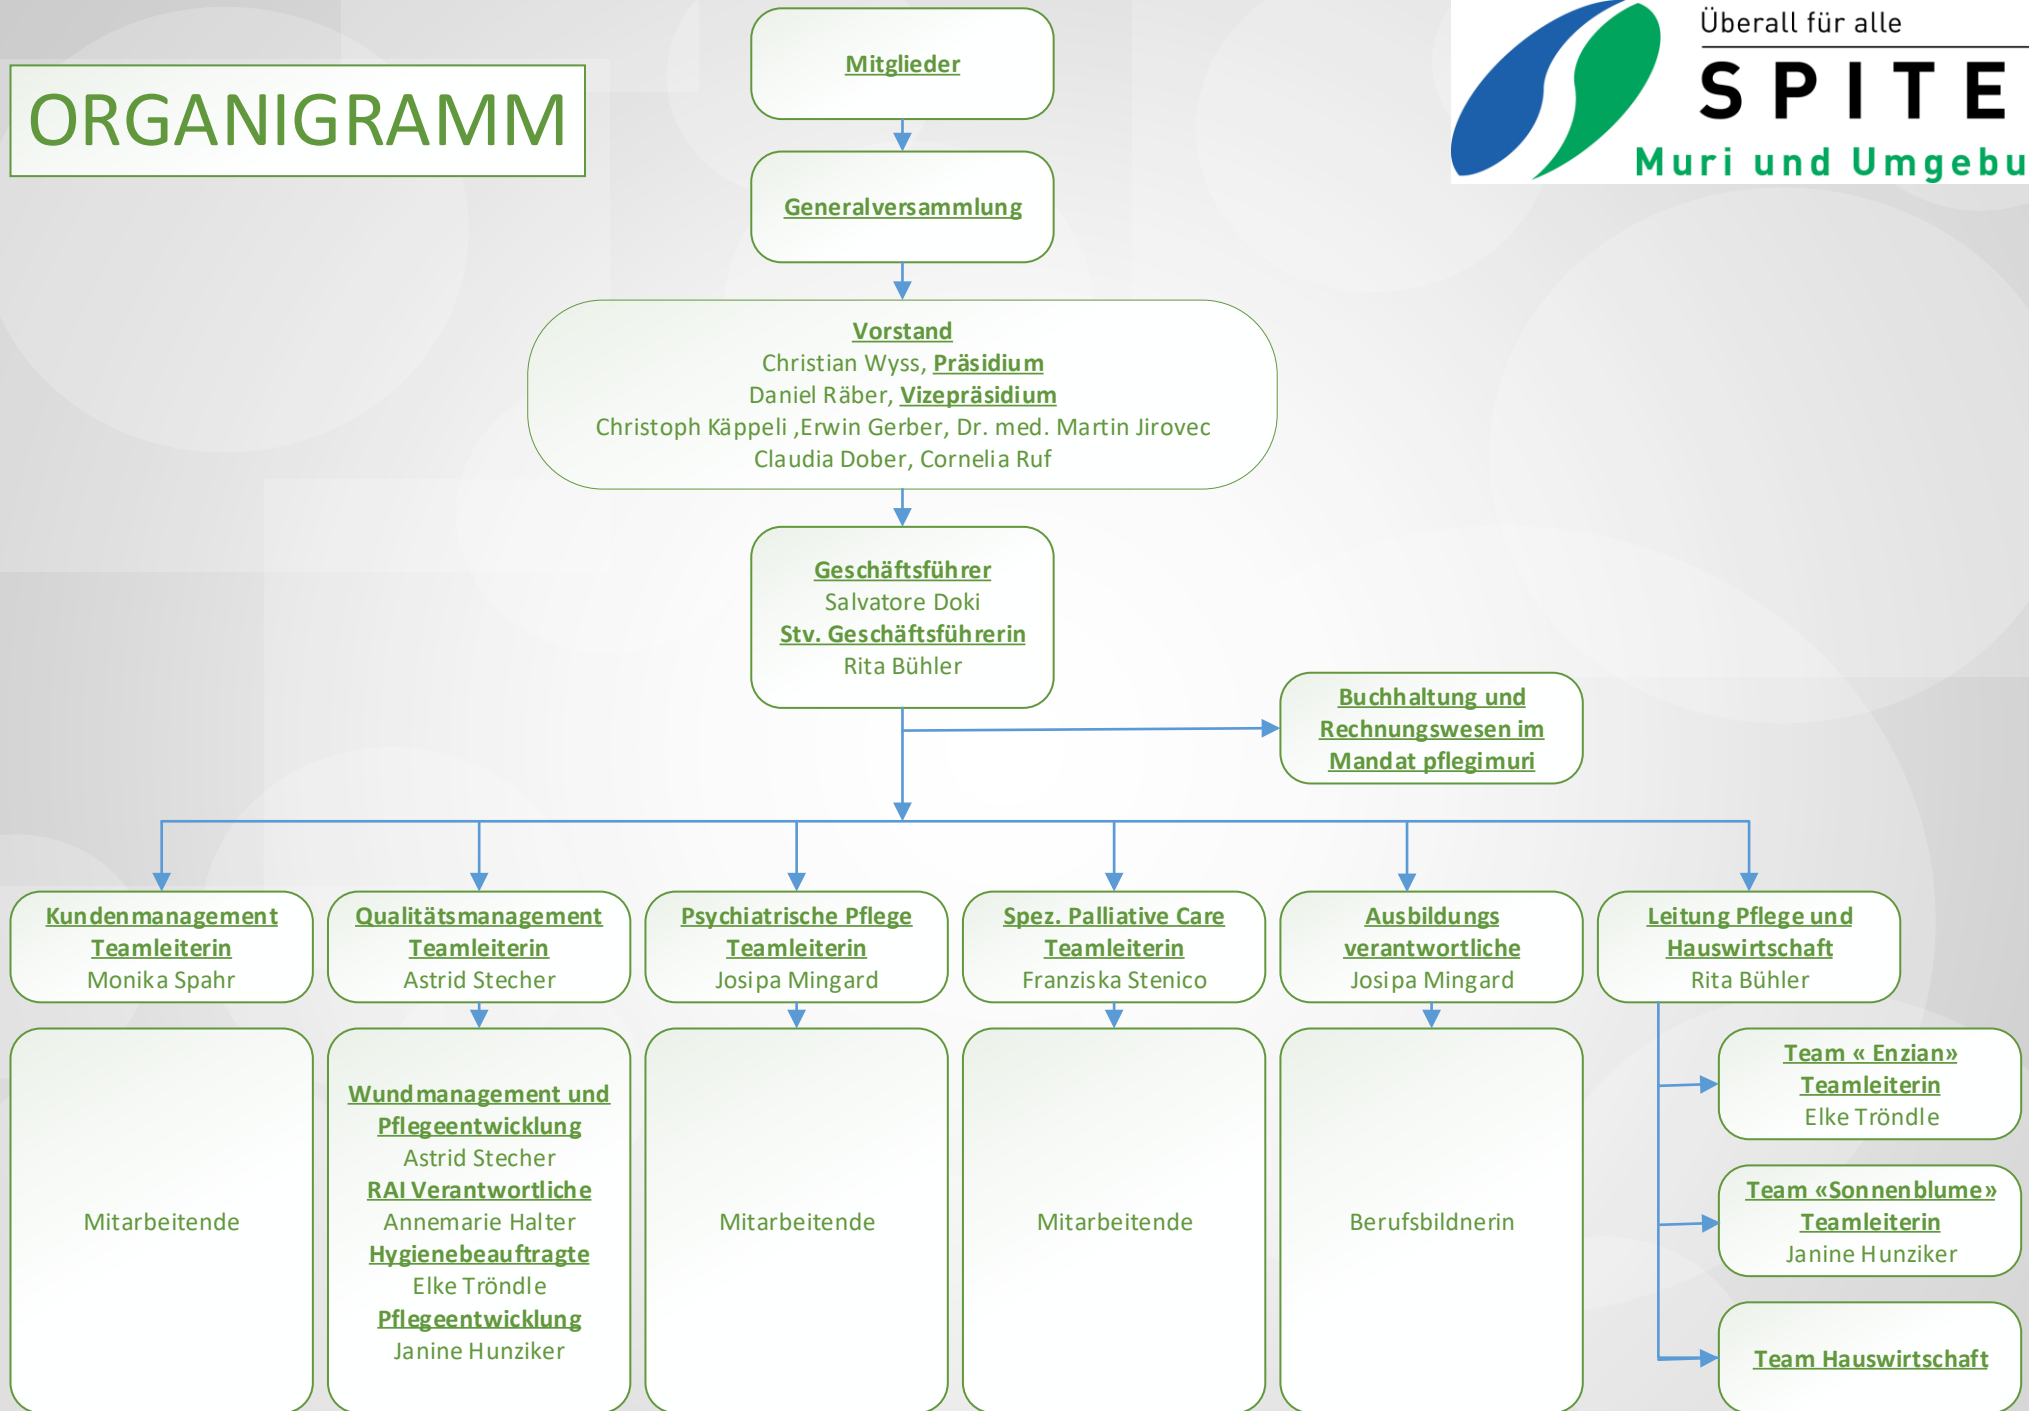 ORGANIGRAMM
Überall für alle
SPITE
Muri und Umgebu
Mitglieder
Generalversammlung
Vorstand
Christian Wyss, Präsidium
Daniel Räber, Vizepräsidium
Christoph Käppeli ,Erwin Gerber, Dr. med. Martin Jirovec
Claudia Dober, Cornelia Ruf
Geschäftsführer
Salvatore Doki
Stv. Geschäftsführerin
Rita Bühler
Buchhaltung und
Rechnungswesen im
Mandat pflegimuri
Kundenmanagement
Teamleiterin
Monika Spahr
Qualitätsmanagement
Teamleiterin
Astrid Stecher
Psychiatrische Pflege
Teamleiterin
Josipa Mingard
Spez. Palliative Care
Teamleiterin
Franziska Stenico
Ausbildungs
verantwortliche
Josipa Mingard
Leitung Pflege und
Hauswirtschaft
Rita Bühler
Mitarbeitende
Wundmanagement und
Pflegeentwicklung
Astrid Stecher
RAI Verantwortliche
Annemarie Halter
Hygienebeauftragte
Elke Tröndle
Pflegeentwicklung
Janine Hunziker
Mitarbeitende
Mitarbeitende
Berufsbildnerin
Team « Enzian»
Teamleiterin
Elke Tröndle
Team «Sonnenblume»
Teamleiterin
Janine Hunziker
Team Hauswirtschaft